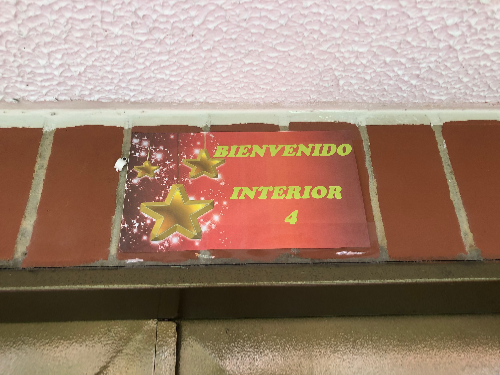 BIENVENIDO
INTERIOR
4